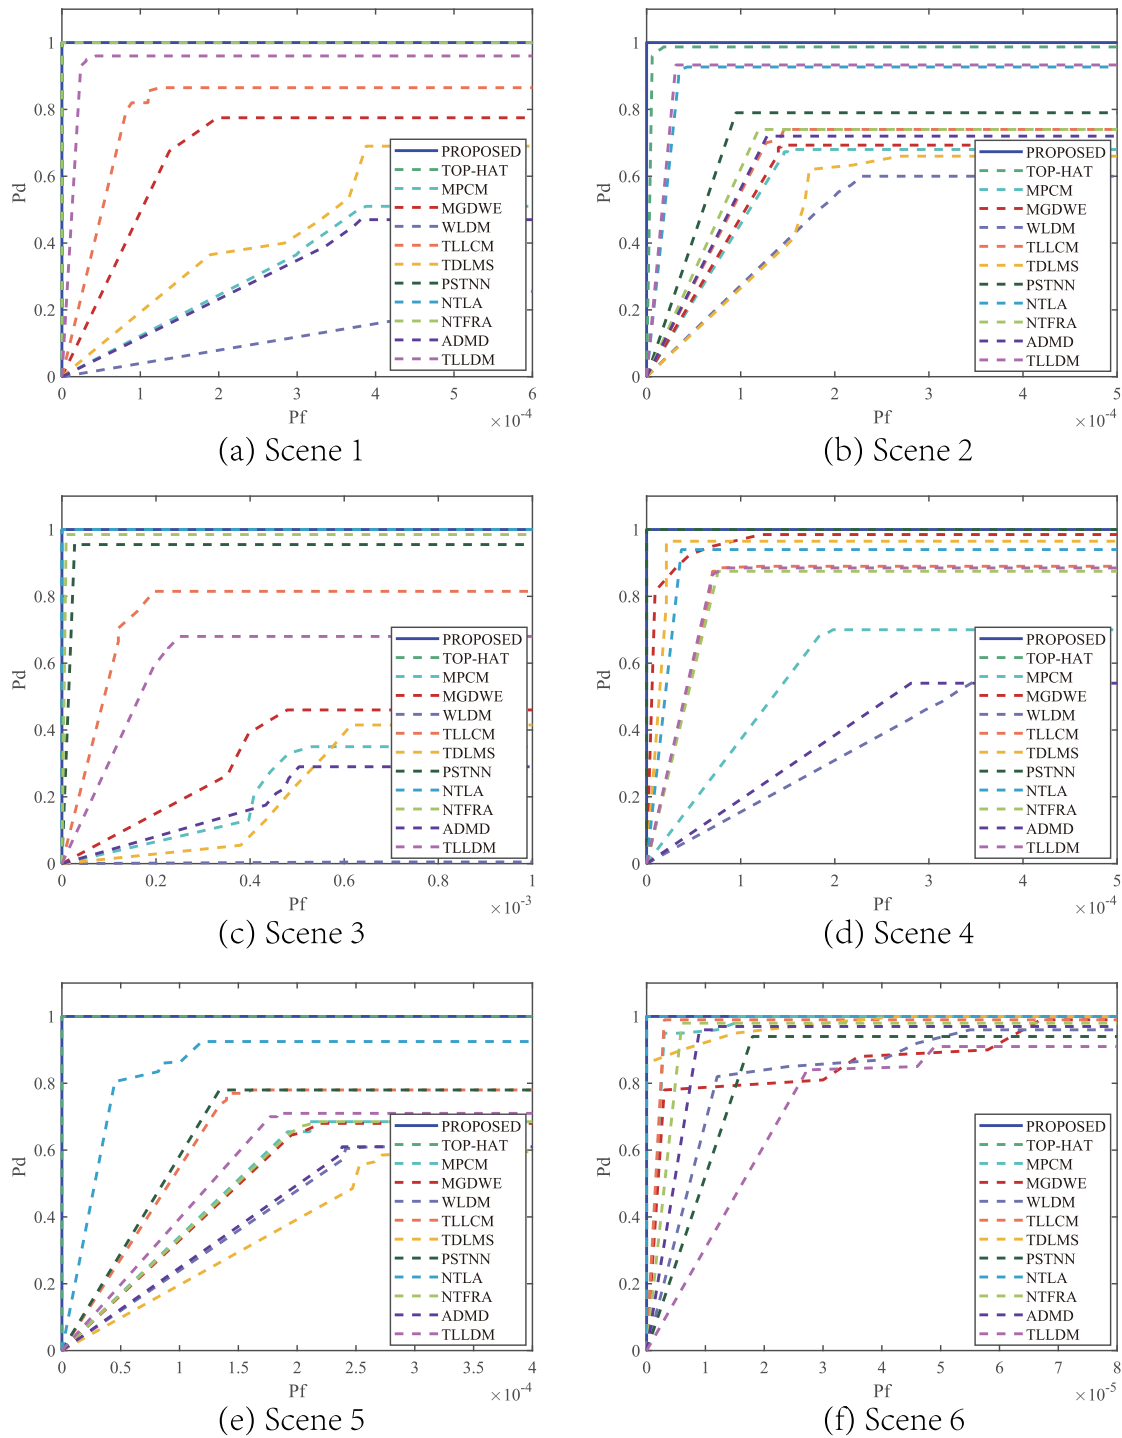 1
0.8
0.6
0.4
0.2
0
Pd
0 1 2 3 4 5 6
Pf
×10-4
PROPOSED
TOP-HAT
MPCM
MGDWE
WLDM
TLLCM
TDLMS
PSTNN
NTLA
NTFRA
ADMD
TLLDM
(a) Scene 1
1
0.8
0.6
0.4
0.2
0
Pd
0 1 2 3 4 5
Pf
×10-4
PROPOSED
TOP-HAT
MPCM
MGDWE
WLDM
TLLCM
TDLMS
PSTNN
NTLA
NTFRA
ADMD
TLLDM
(b) Scene 2
1
0.8
0.6
0.4
0.2
0
Pd
0 0.2 0.4 0.6 0.8 1
Pf
×10-3
PROPOSED
TOP-HAT
MPCM
MGDWE
WLDM
TLLCM
TDLMS
PSTNN
NTLA
NTFRA
ADMD
TLLDM
(c) Scene 3
1
0.8
0.6
0.4
0.2
0
Pd
0 1 2 3 4 5
Pf
×10-4
PROPOSED
TOP-HAT
MPCM
MGDWE
WLDM
TLLCM
TDLMS
PSTNN
NTLA
NTFRA
ADMD
TLLDM
(d) Scene 4
1
0.8
0.6
0.4
0.2
0
Pd
0 0.5 1 1.5 2 2.5 3 3.5 4
Pf
×10-4
PROPOSED
TOP-HAT
MPCM
MGDWE
WLDM
TLLCM
TDLMS
PSTNN
NTLA
NTFRA
ADMD
TLLDM
(e) Scene 5
1
0.8
0.6
0.4
0.2
0
Pd
0 1 2 3 4 5 6 7 8
Pf
×10-5
PROPOSED
TOP-HAT
MPCM
MGDWE
WLDM
TLLCM
TDLMS
PSTNN
NTLA
NTFRA
ADMD
TLLDM
(f) Scene 6